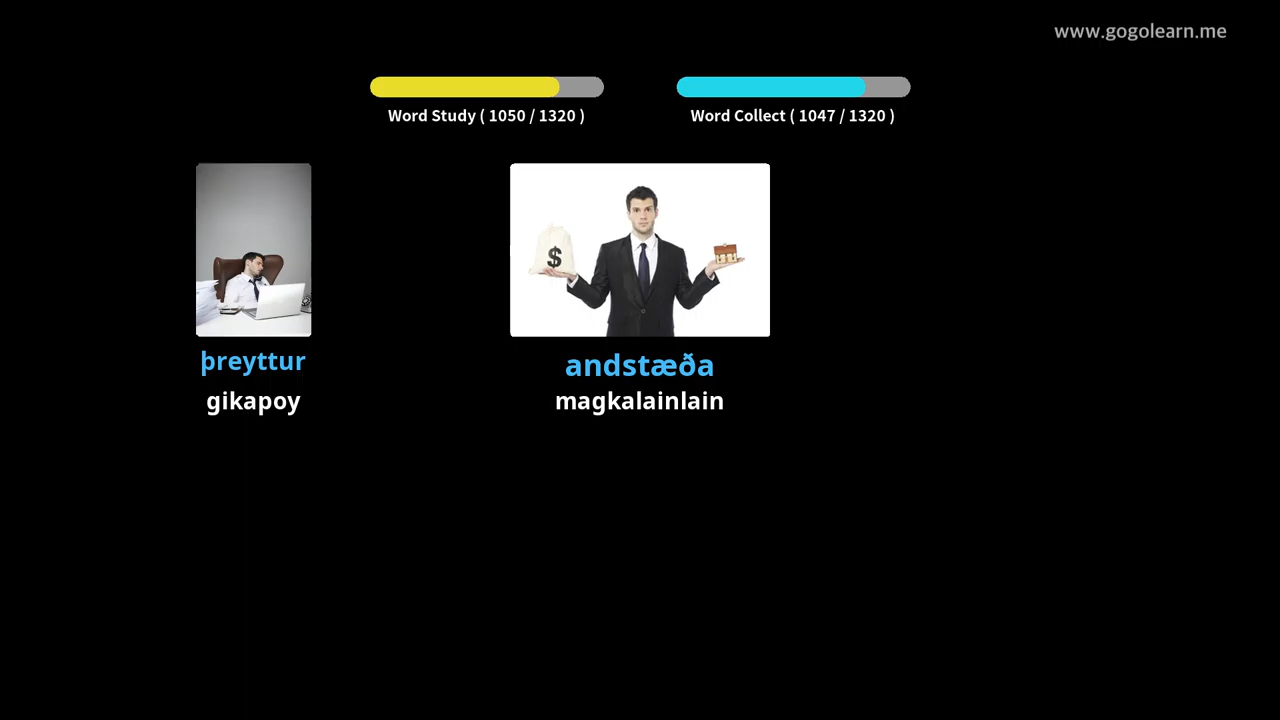 www.gogolearn.me
Word Study ( 1050 / 1320 )
Word Collect ( 1047 / 1320 )
$
þreyttur
gikapoy
andstæða
magkalainlain